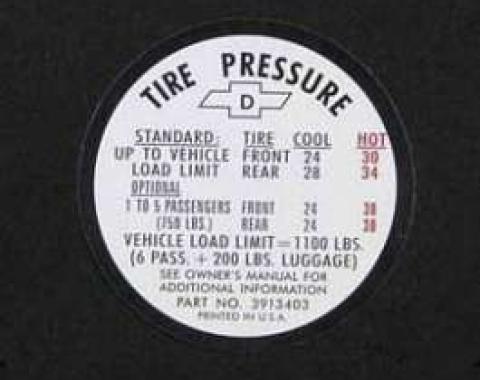 TIRE PRESSURE
D
STANDARD: TIRE COOL HOT
UP TO VEHICLE FRONT 24 30
LOAD LIMIT REAR 28 34
OPTIONAL
1 TO 5 PASSENGERS FRONT 24 30
(750 LBS.) REAR 24 30
VEHICLE LOAD LIMIT = 1100 LBS.
(6 PASS. + 200 LBS. LUGGAGE)
SEE OWNER'S MANUAL FOR
ADDITIONAL INFORMATION
PART NO. 3913403
PRINTED IN U.S.A.